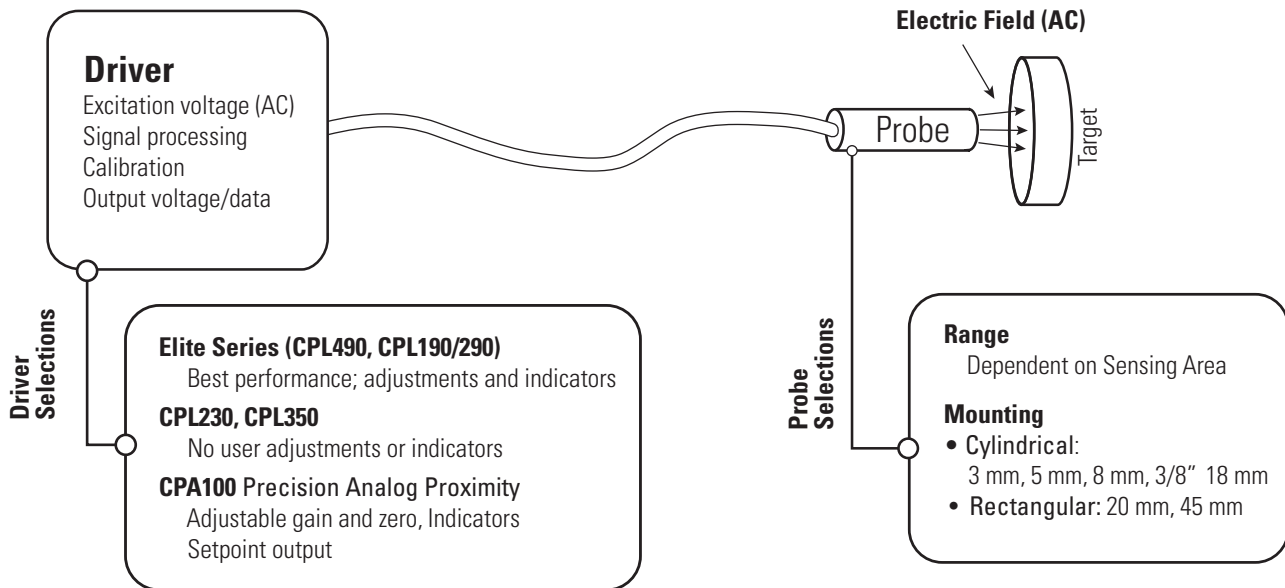 Driver
Excitation voltage (AC)
Signal processing
Calibration
Output voltage/data
Electric Field (AC)
Probe
Target
Driver
Selections
Elite Series (CPL490, CPL190/290)
Best performance; adjustments and indicators
CPL230, CPL350
No user adjustments or indicators
CPA100 Precision Analog Proximity
Adjustable gain and zero, Indicators
Setpoint output
Probe
Selections
Range
Dependent on Sensing Area
Mounting
• Cylindrical:
3 mm, 5 mm, 8 mm, 3/8” 18 mm
• Rectangular: 20 mm, 45 mm